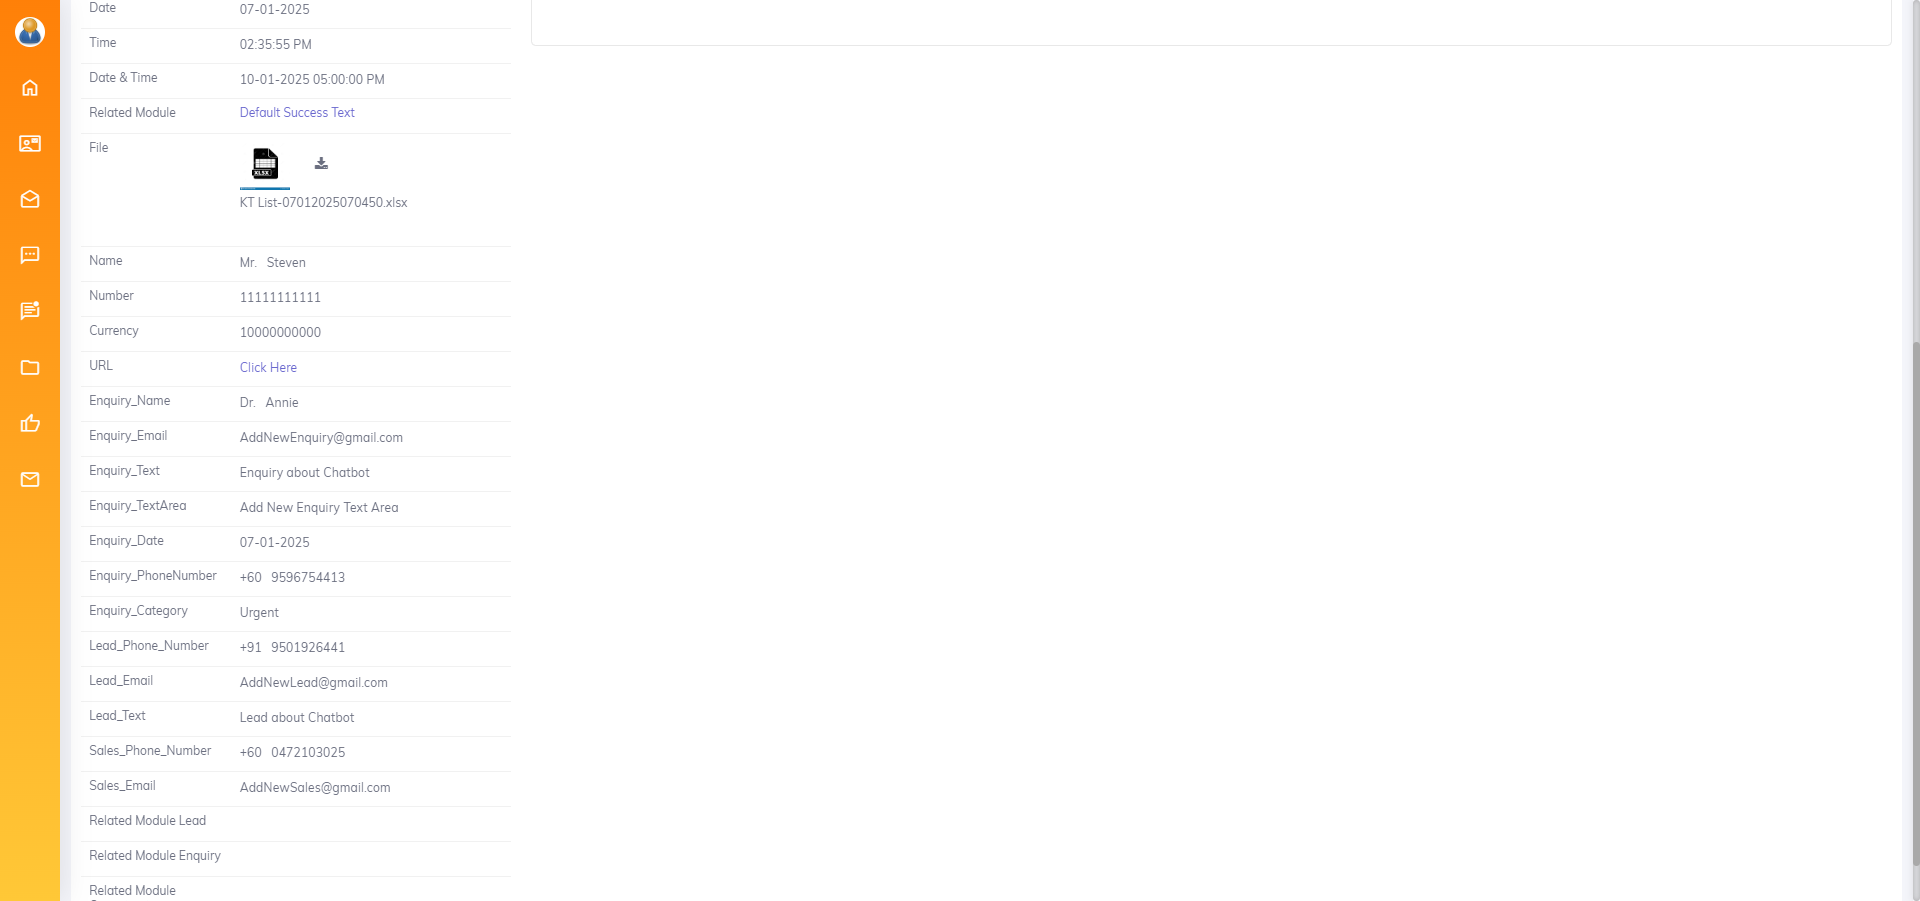 Date 07-01-2025
Time 02:35:55 PM
Date & Time 10-01-2025 05:00:00 PM
Related Module Default Success Text
File
XLSX
KT List-07012025070450.xlsx
Name Mr. Steven
Number 11111111111
Currency 10000000000
URL Click Here
Enquiry_Name Dr. Annie
Enquiry_Email AddNewEnquiry@gmail.com
Enquiry_Text Enquiry about Chatbot
Enquiry_TextArea Add New Enquiry Text Area
Enquiry_Date 07-01-2025
Enquiry_PhoneNumber +60 9596754413
Enquiry_Category Urgent
Lead_Phone_Number +91 9501926441
Lead_Email AddNewLead@gmail.com
Lead_Text Lead about Chatbot
Sales_Phone_Number +60 0472103025
Sales_Email AddNewSales@gmail.com
Related Module Lead
Related Module Enquiry
Related Module